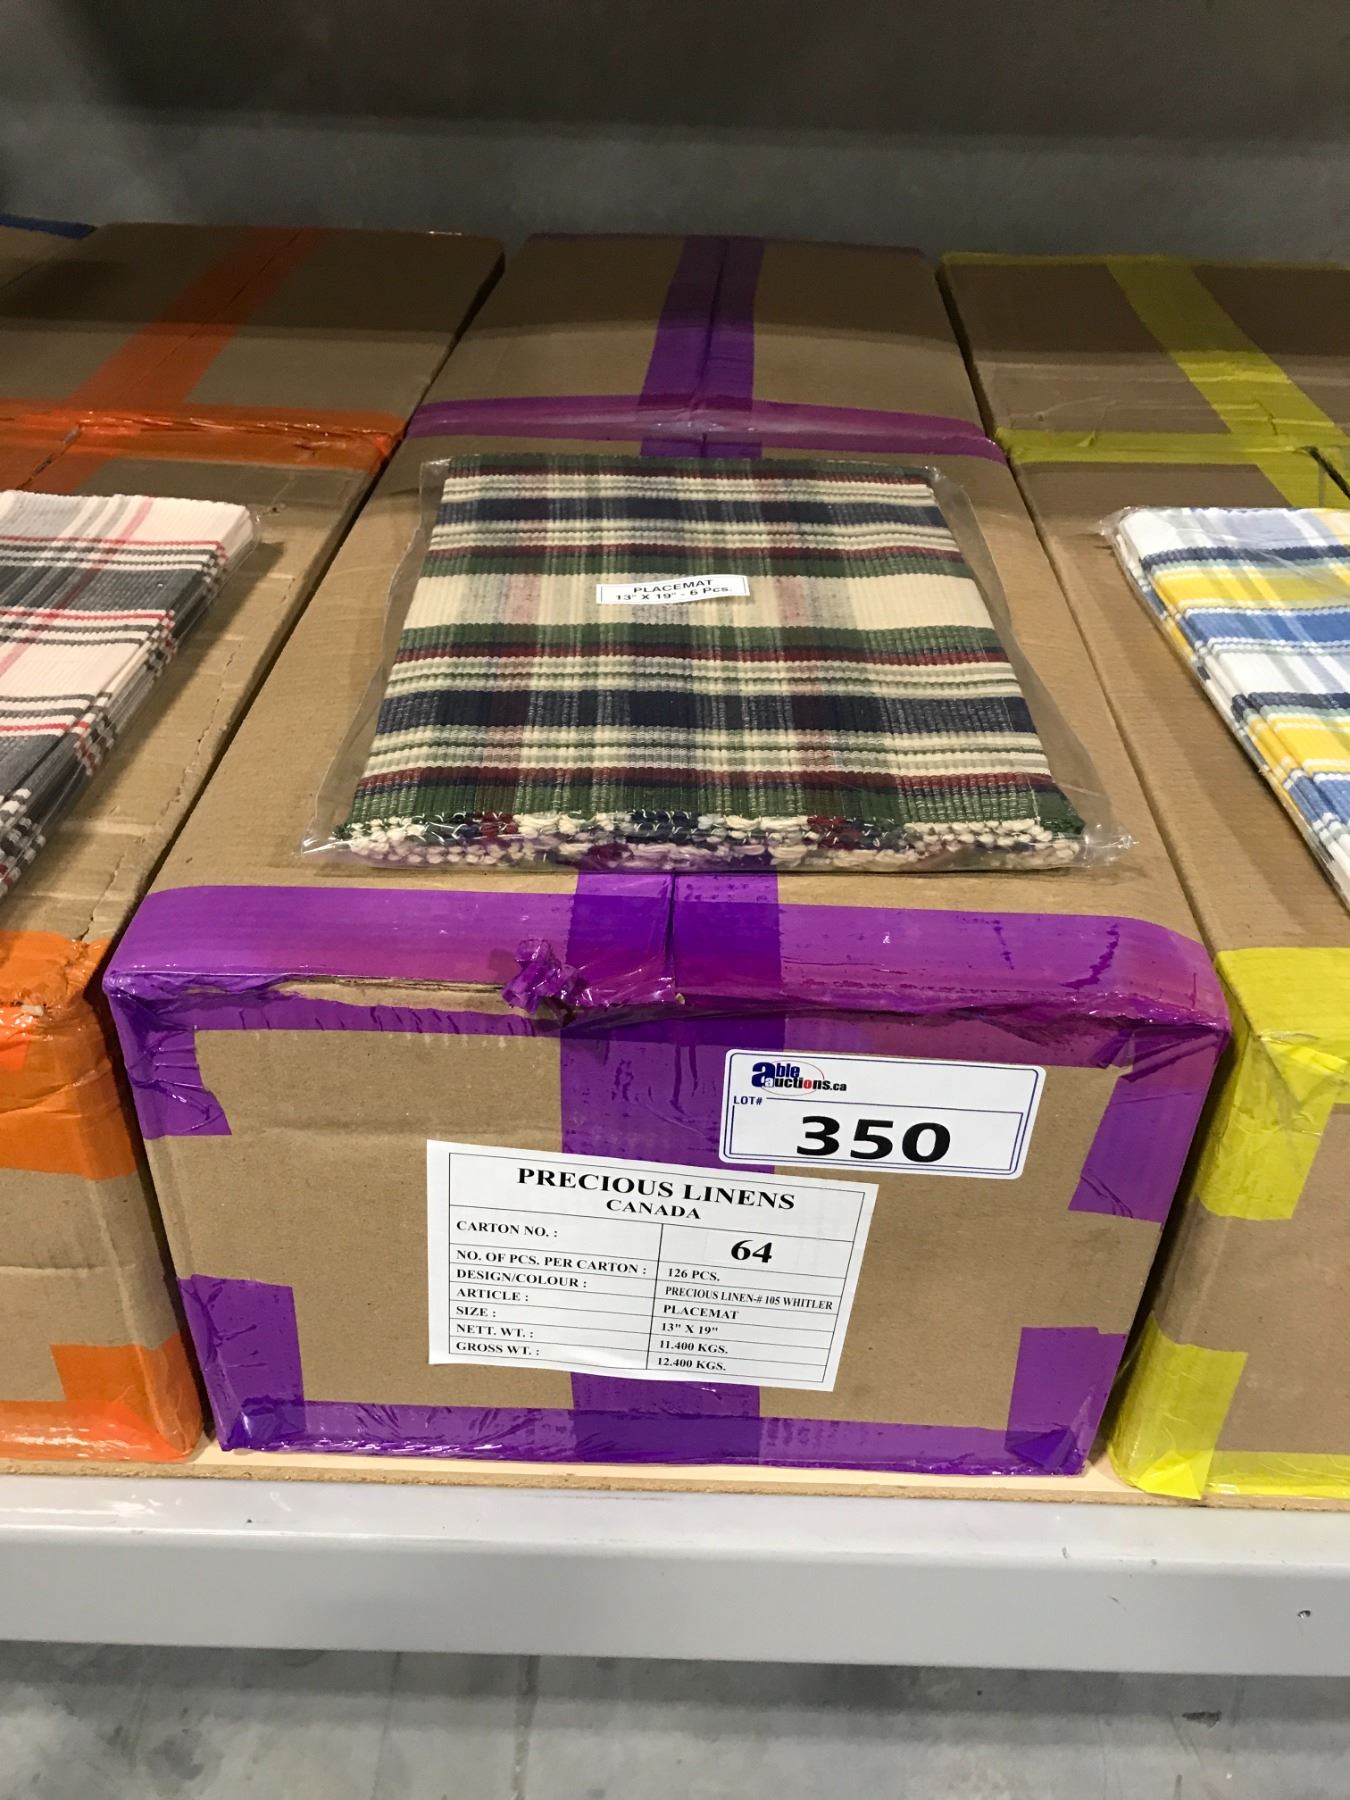 PLACEMAT
13" X 19" - 6 Pcs.
able
auctions.ca
LOT#
350
PRECIOUS LINENS
CANADA
CARTON NO. : 64
NO. OF PCS. PER CARTON : 126 PCS.
DESIGN/COLOUR : PRECIOUS LINEN-# 105 WHITLER
ARTICLE : PLACEMAT
SIZE : 13" X 19"
NETT. WT. : 11.400 KGS.
GROSS WT. : 12.400 KGS.